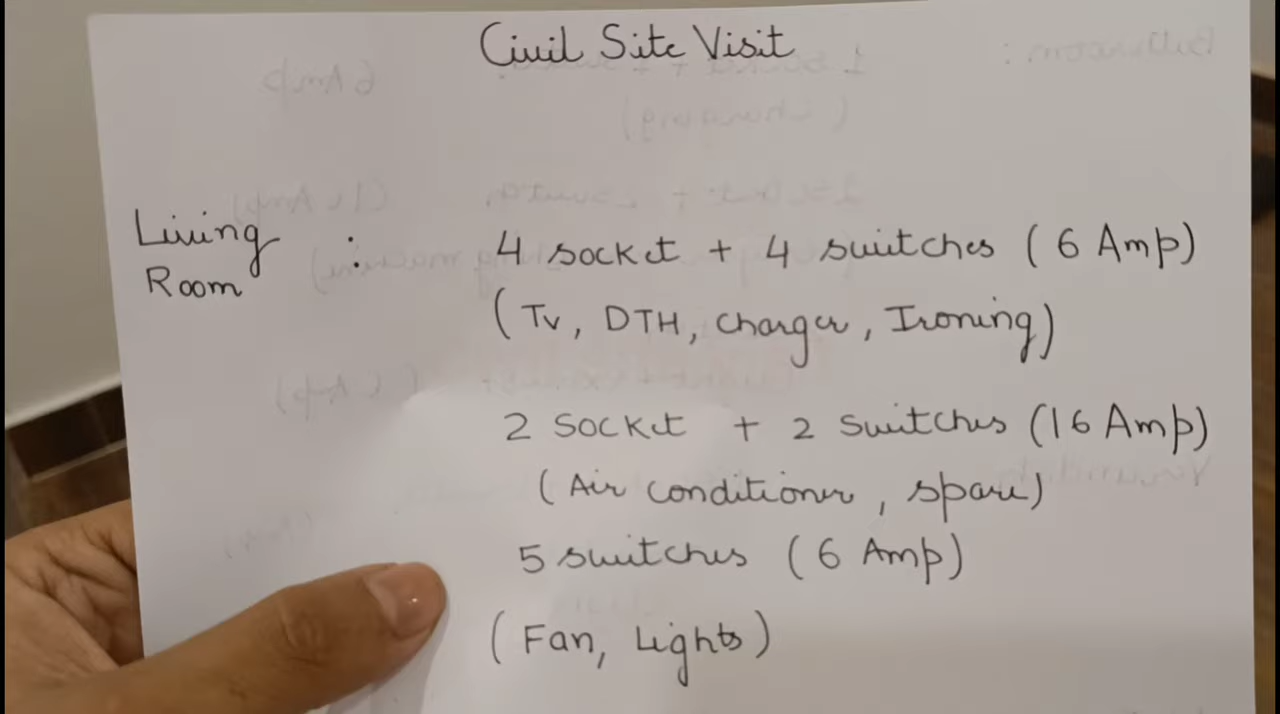 Civil Site Visit
Living Room : 4 socket + 4 switches (6 Amp)
(TV, DTH, charger, Ironing)
2 socket + 2 switches (16 Amp)
(Air conditioner, spare)
5 switches (6 Amp)
(Fan, Lights)